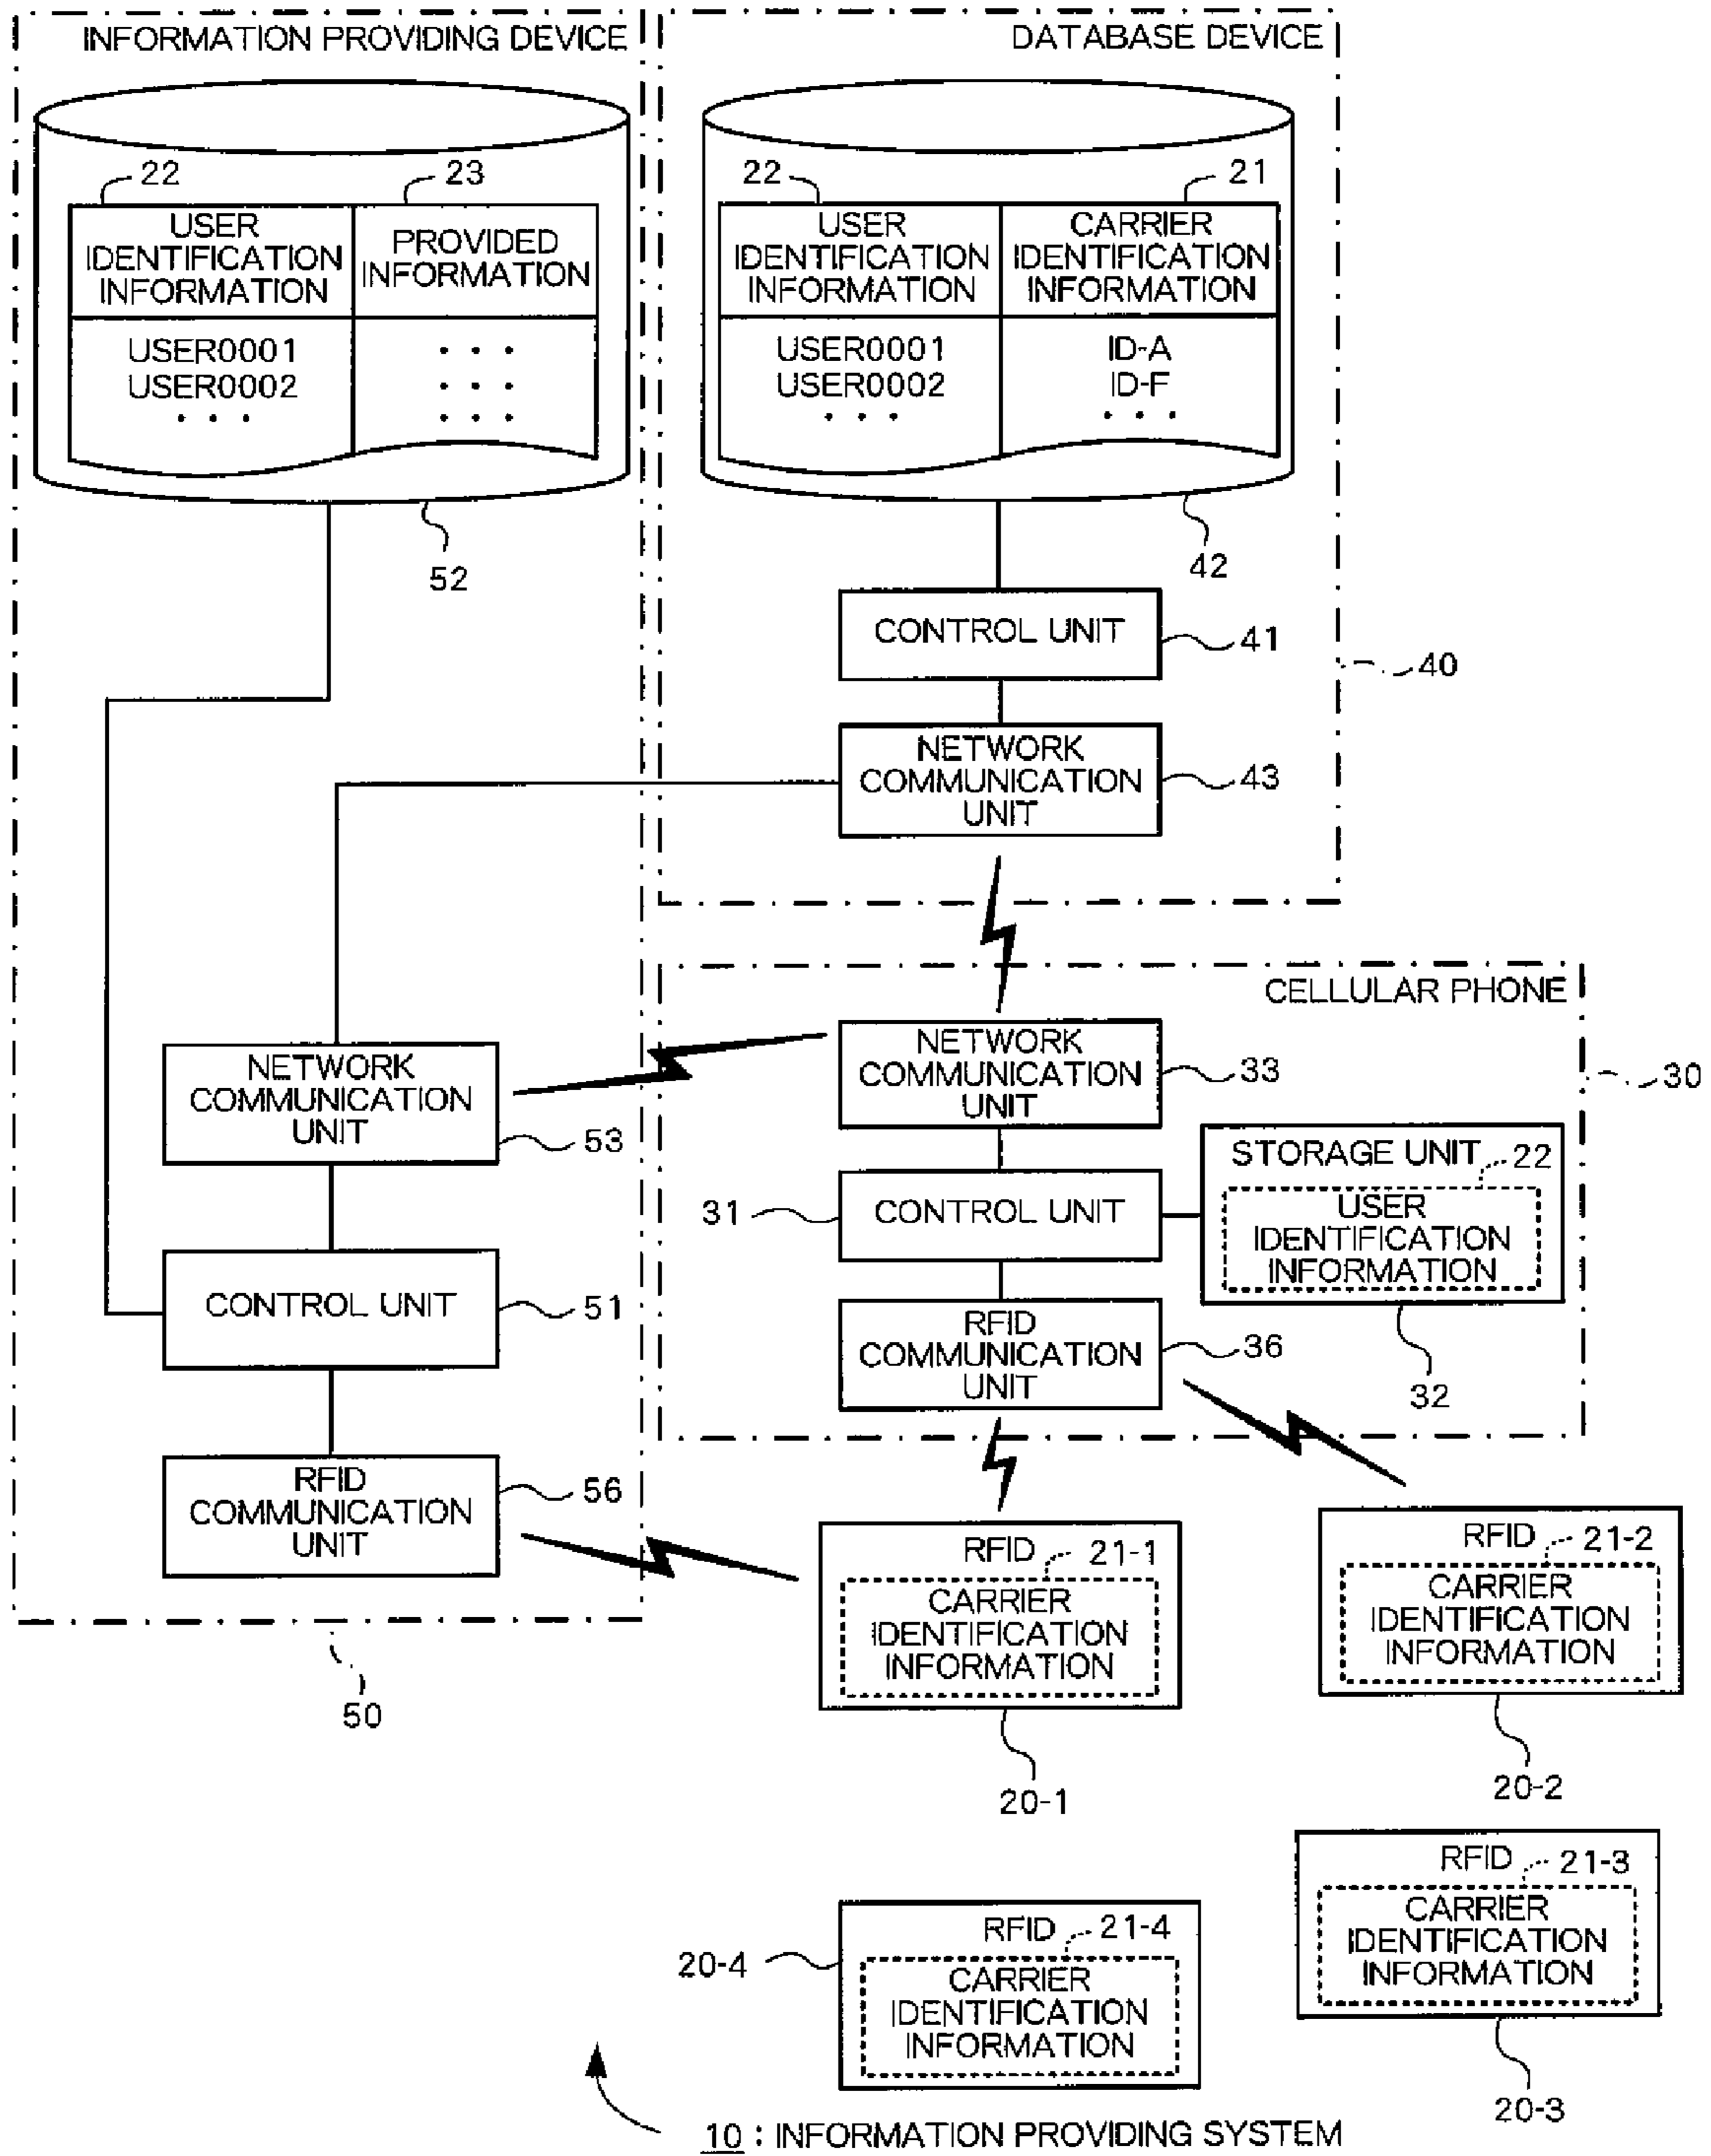 INFORMATION PROVIDING DEVICE
22
23
USER
IDENTIFICATION
INFORMATION
PROVIDED
INFORMATION
USER0001
USER0002
• • •
• • •
• • •
• • •
52
DATABASE DEVICE
22
21
USER
IDENTIFICATION
INFORMATION
CARRIER
IDENTIFICATION
INFORMATION
USER0001
ID-A
USER0002
ID-F
• • •
• • •
42
CONTROL UNIT
41
40
NETWORK
COMMUNICATION
UNIT
43
CELLULAR PHONE
NETWORK
COMMUNICATION
UNIT
33
30
NETWORK
COMMUNICATION
UNIT
53
STORAGE UNIT
22
USER
IDENTIFICATION
INFORMATION
32
31
CONTROL UNIT
CONTROL UNIT
51
RFID
COMMUNICATION
UNIT
36
RFID
COMMUNICATION
UNIT
56
50
RFID
21-1
CARRIER
IDENTIFICATION
INFORMATION
20-1
RFID
21-2
CARRIER
IDENTIFICATION
INFORMATION
20-2
RFID
21-3
CARRIER
IDENTIFICATION
INFORMATION
20-3
RFID
21-4
20-4
CARRIER
IDENTIFICATION
INFORMATION
10 : INFORMATION PROVIDING SYSTEM